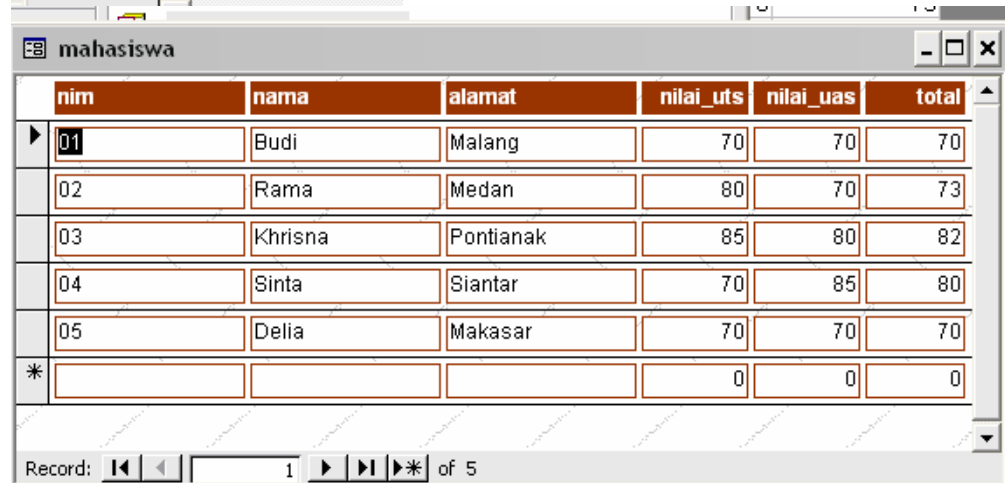 mahasiswa
nim nama alamat nilai_uts nilai_uas total
01 Budi Malang 70 70 70
02 Rama Medan 80 70 73
03 Khrisna Pontianak 85 80 82
04 Sinta Siantar 70 85 80
05 Delia Makasar 70 70 70
0 0 0
Record: 1 of 5